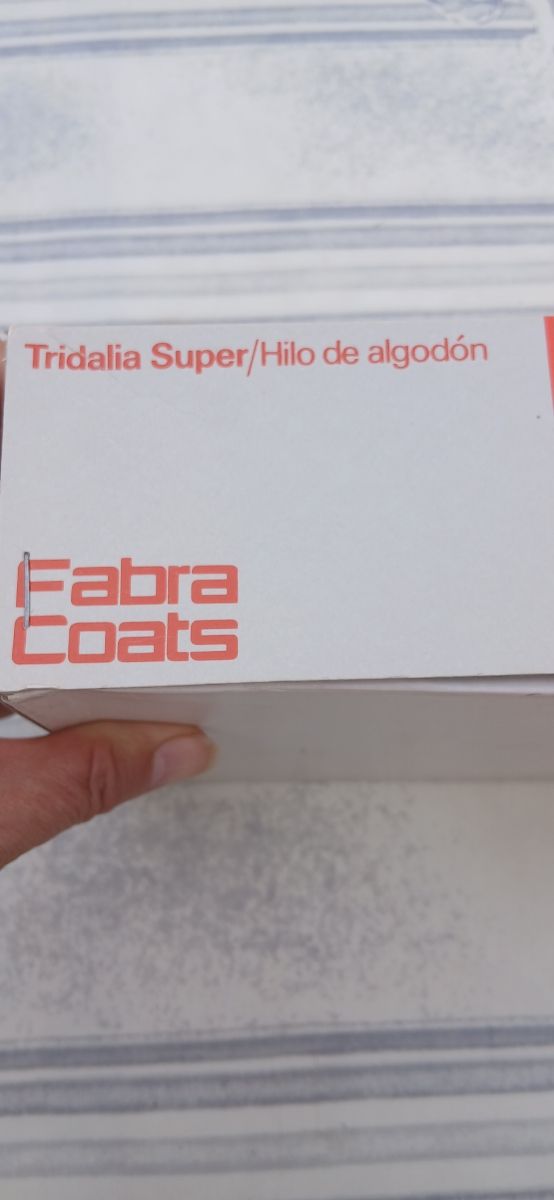 Tridalia Super/Hilo de algodón
Fabra
Coats